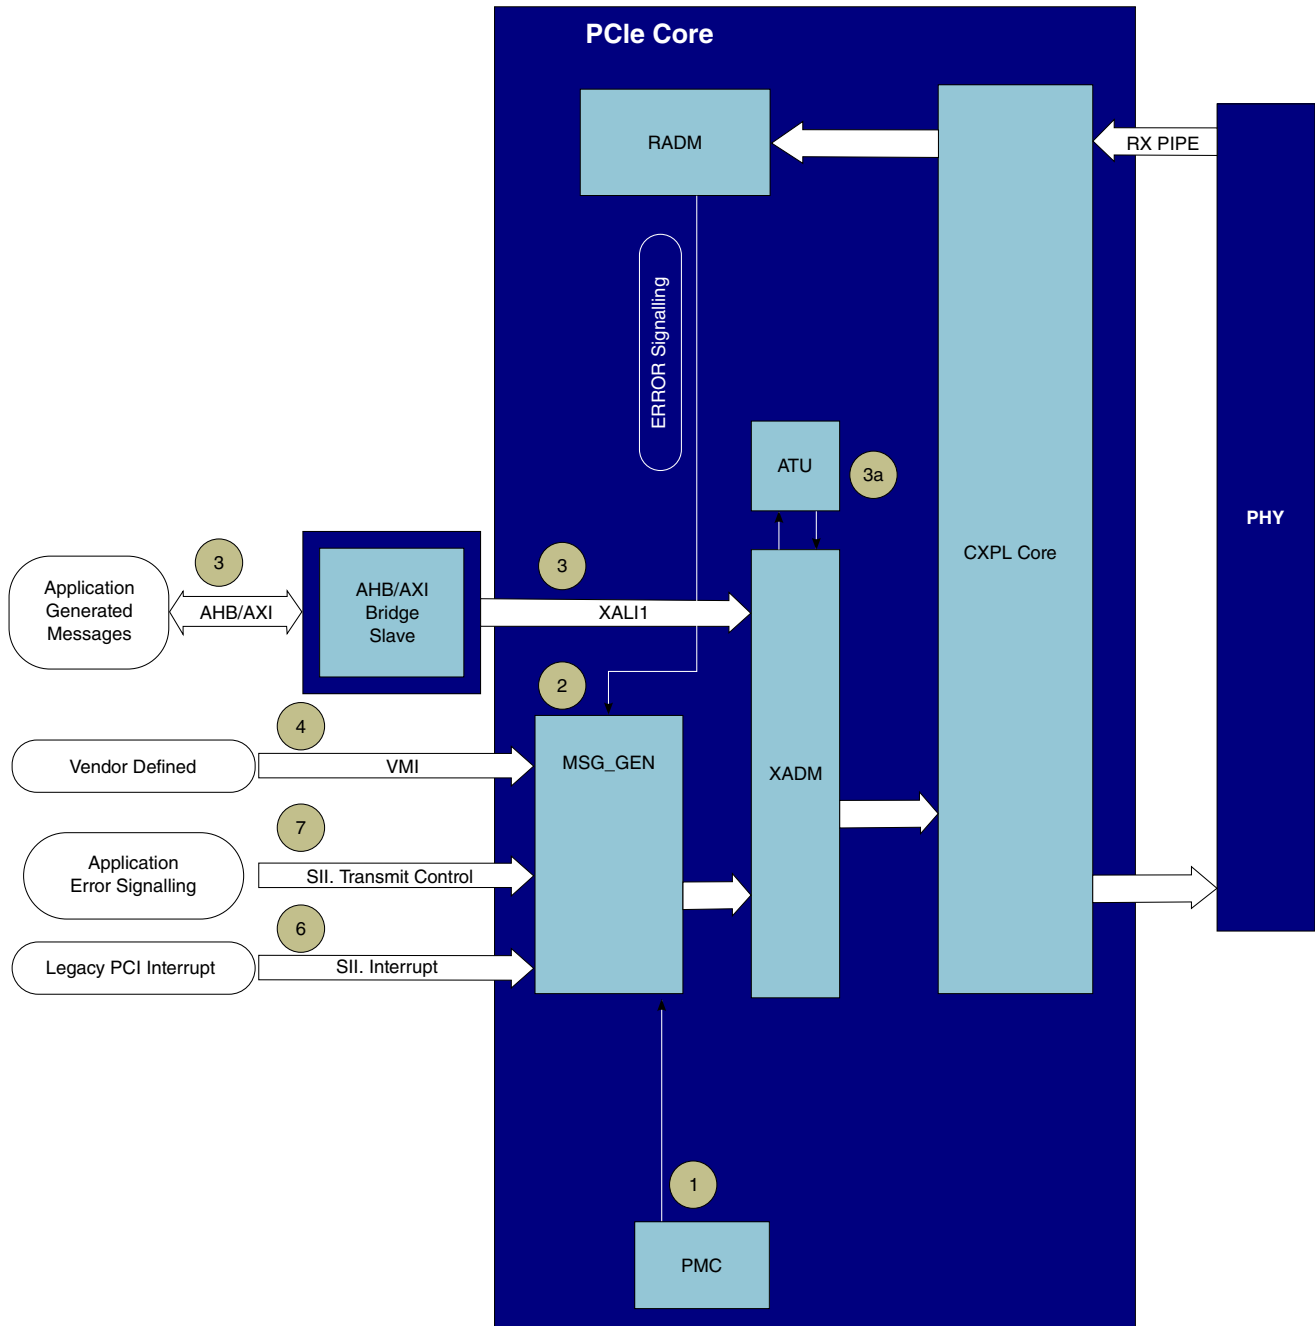 PCIe Core
RADM
RX PIPE
ERROR Signalling
ATU
3a
PHY
CXPL Core
3
3
Application
Generated
Messages
AHB/AXI
AHB/AXI
Bridge
Slave
XALI1
2
4
Vendor Defined
VMI
MSG_GEN
XADM
7
Application
Error Signalling
SII. Transmit Control
6
Legacy PCI Interrupt
SII. Interrupt
1
PMC